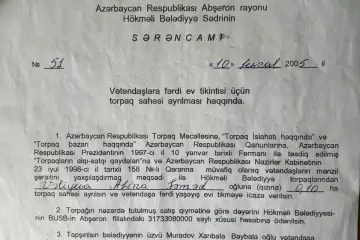 Azərbaycan Respublikası Abşeron rayonu
Hökməli Bələdiyyə Sədrinin
SƏRƏNCAMI
№ 51 «10» 2005 il
Vətəndaşlara fərdi ev tikintisi üçün
torpaq sahəsi ayrılması haqqında.
1. Azərbaycan Respublikası Torpaq Məcəlləsinə, "Torpaq İslahatı haqqında" və
"Torpaq bazarı haqqında" Azərbaycan Respublikası Qanunlarına, Azərbaycan
Respublikası Prezidentinin 1997-ci il 10 yanvar tarixli Fərmanı ilə təsdiq edilmiş
"Torpaqların alqı-satqı qaydaları"na və Azərbaycan Respublikası Nazirlər Kabinetinin
23 iyul 1998-ci il tarixli 158 №-li Qərarına müvafiq olaraq vətəndaşların mənzil
şəraitini yaxşılaşdırmaq məqsədi ilə Hökməli Bələdiyyə torpaqlarından
oğluna (qızına) 0,10 ha
torpaq sahəsi ayrılsın və vətəndaşa fərdi yaşayış evi tikməyə icazə verilsin.
2. Torpağın nəzərdə tutulmuş satış qiymətinə görə dəyərini Hökməli Bələdiyyəsi-
nin BUSB-ın Abşeron filialındakı 31723080000 saylı xüsusi hesabına ödənilsin.
3. Tapşırılsın bələdiyyənin üzvü Muradov Xanbala Baybala oğlu vətəndaşa